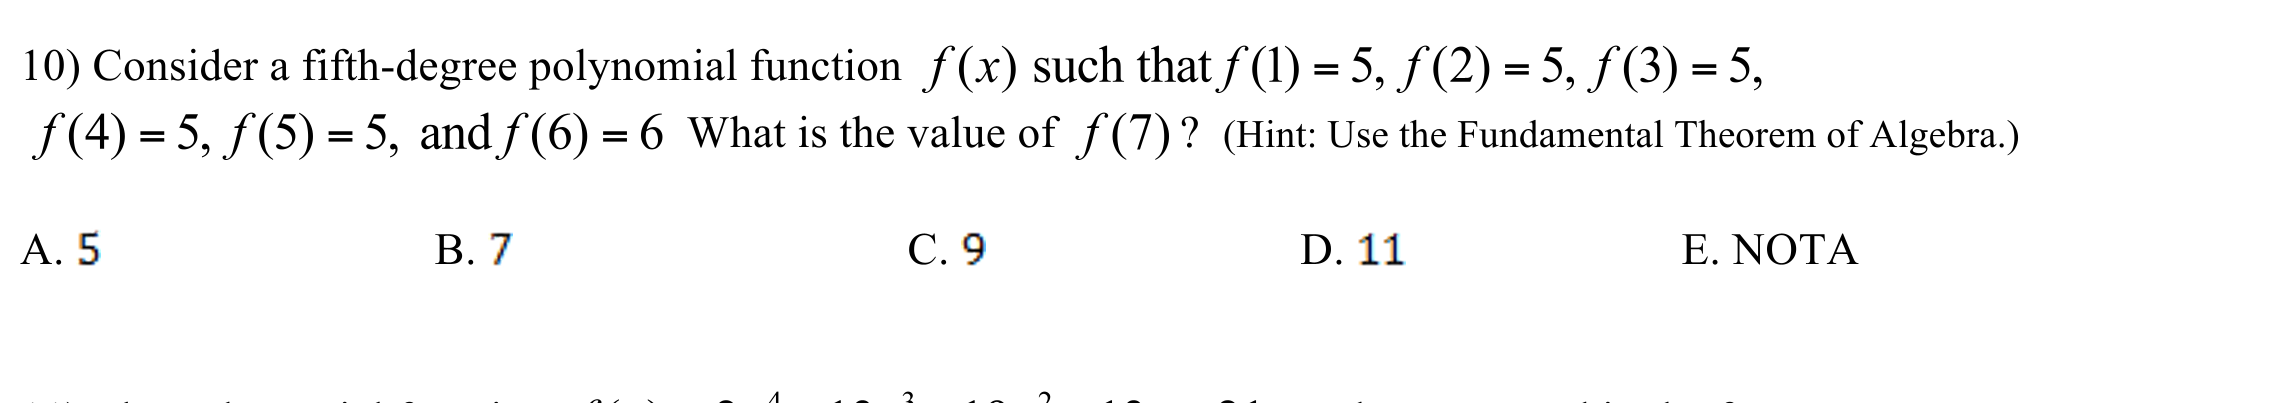 10) Consider a fifth-degree polynomial function f(x) such that f(1) = 5, f(2) = 5, f(3) = 5,
f(4) = 5, f(5) = 5, and f(6) = 6 What is the value of f(7)? (Hint: Use the Fundamental Theorem of Algebra.)
A. 5 B. 7 C. 9 D. 11 E. NOTA